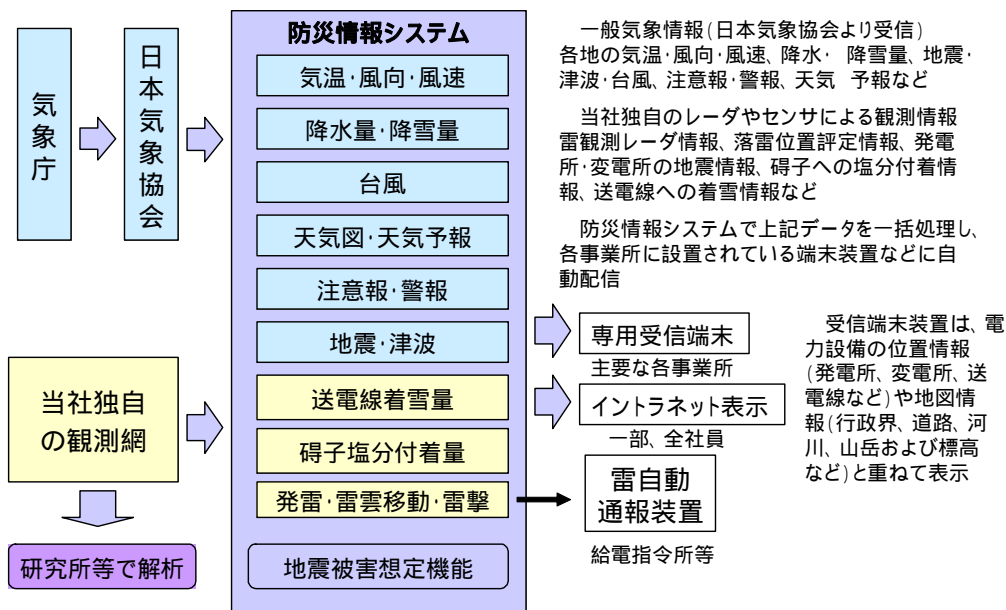 気象庁
日本気象協会
防災情報システム
気温・風向・風速
降水量・降雪量
台風
天気図・天気予報
注意報・警報
地震・津波
送電線着雪量
碍子塩分付着量
発雷・雷雲移動・雷撃
地震被害想定機能
当社独自
の観測網
研究所等で解析
一般気象情報(日本気象協会より受信)
各地の気温・風向・風速、降水・ 降雪量、地震・
津波・台風、注意報・警報、天気 予報など
当社独自のレーダやセンサによる観測情報
雷観測レーダ情報、落雷位置評定情報、発電
所・変電所の地震情報、碍子への塩分付着情
報、送電線への着雪情報など
防災情報システムで上記データを一括処理し、
各事業所に設置されている端末装置などに自
動配信
専用受信端末
主要な各事業所
イントラネット表示
一部、全社員
雷自動
通報装置
給電指令所等
受信端末装置は、電
力設備の位置情報
(発電所、変電所、送
電線など)や地図情
報(行政界、道路、河
川、山岳および標高
など)と重ねて表示